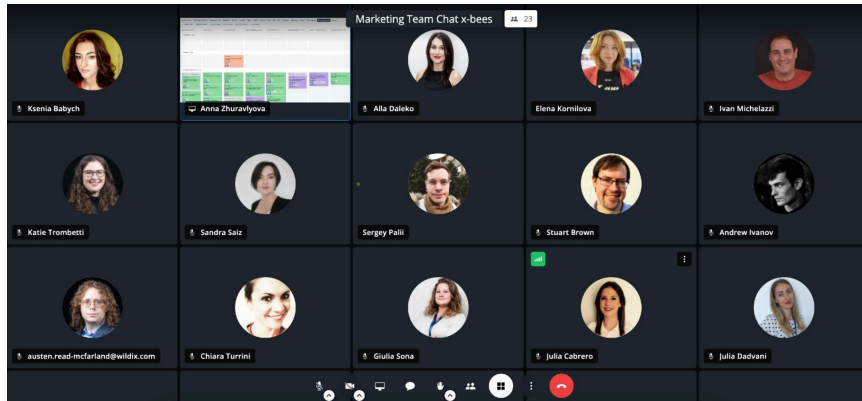 Marketing Team Chat x-bees
23
Ksenia Babych
Anna Zhuravlyova
Alla Daleko
Elena Kornilova
Ivan Michelazzi
Katie Trombetti
Sandra Saiz
Sergey Palii
Stuart Brown
Andrew Ivanov
austen.read-mcfarland@wildix.com
Chiara Turrini
Giulia Sona
Julia Cabrero
Julia Dadvani